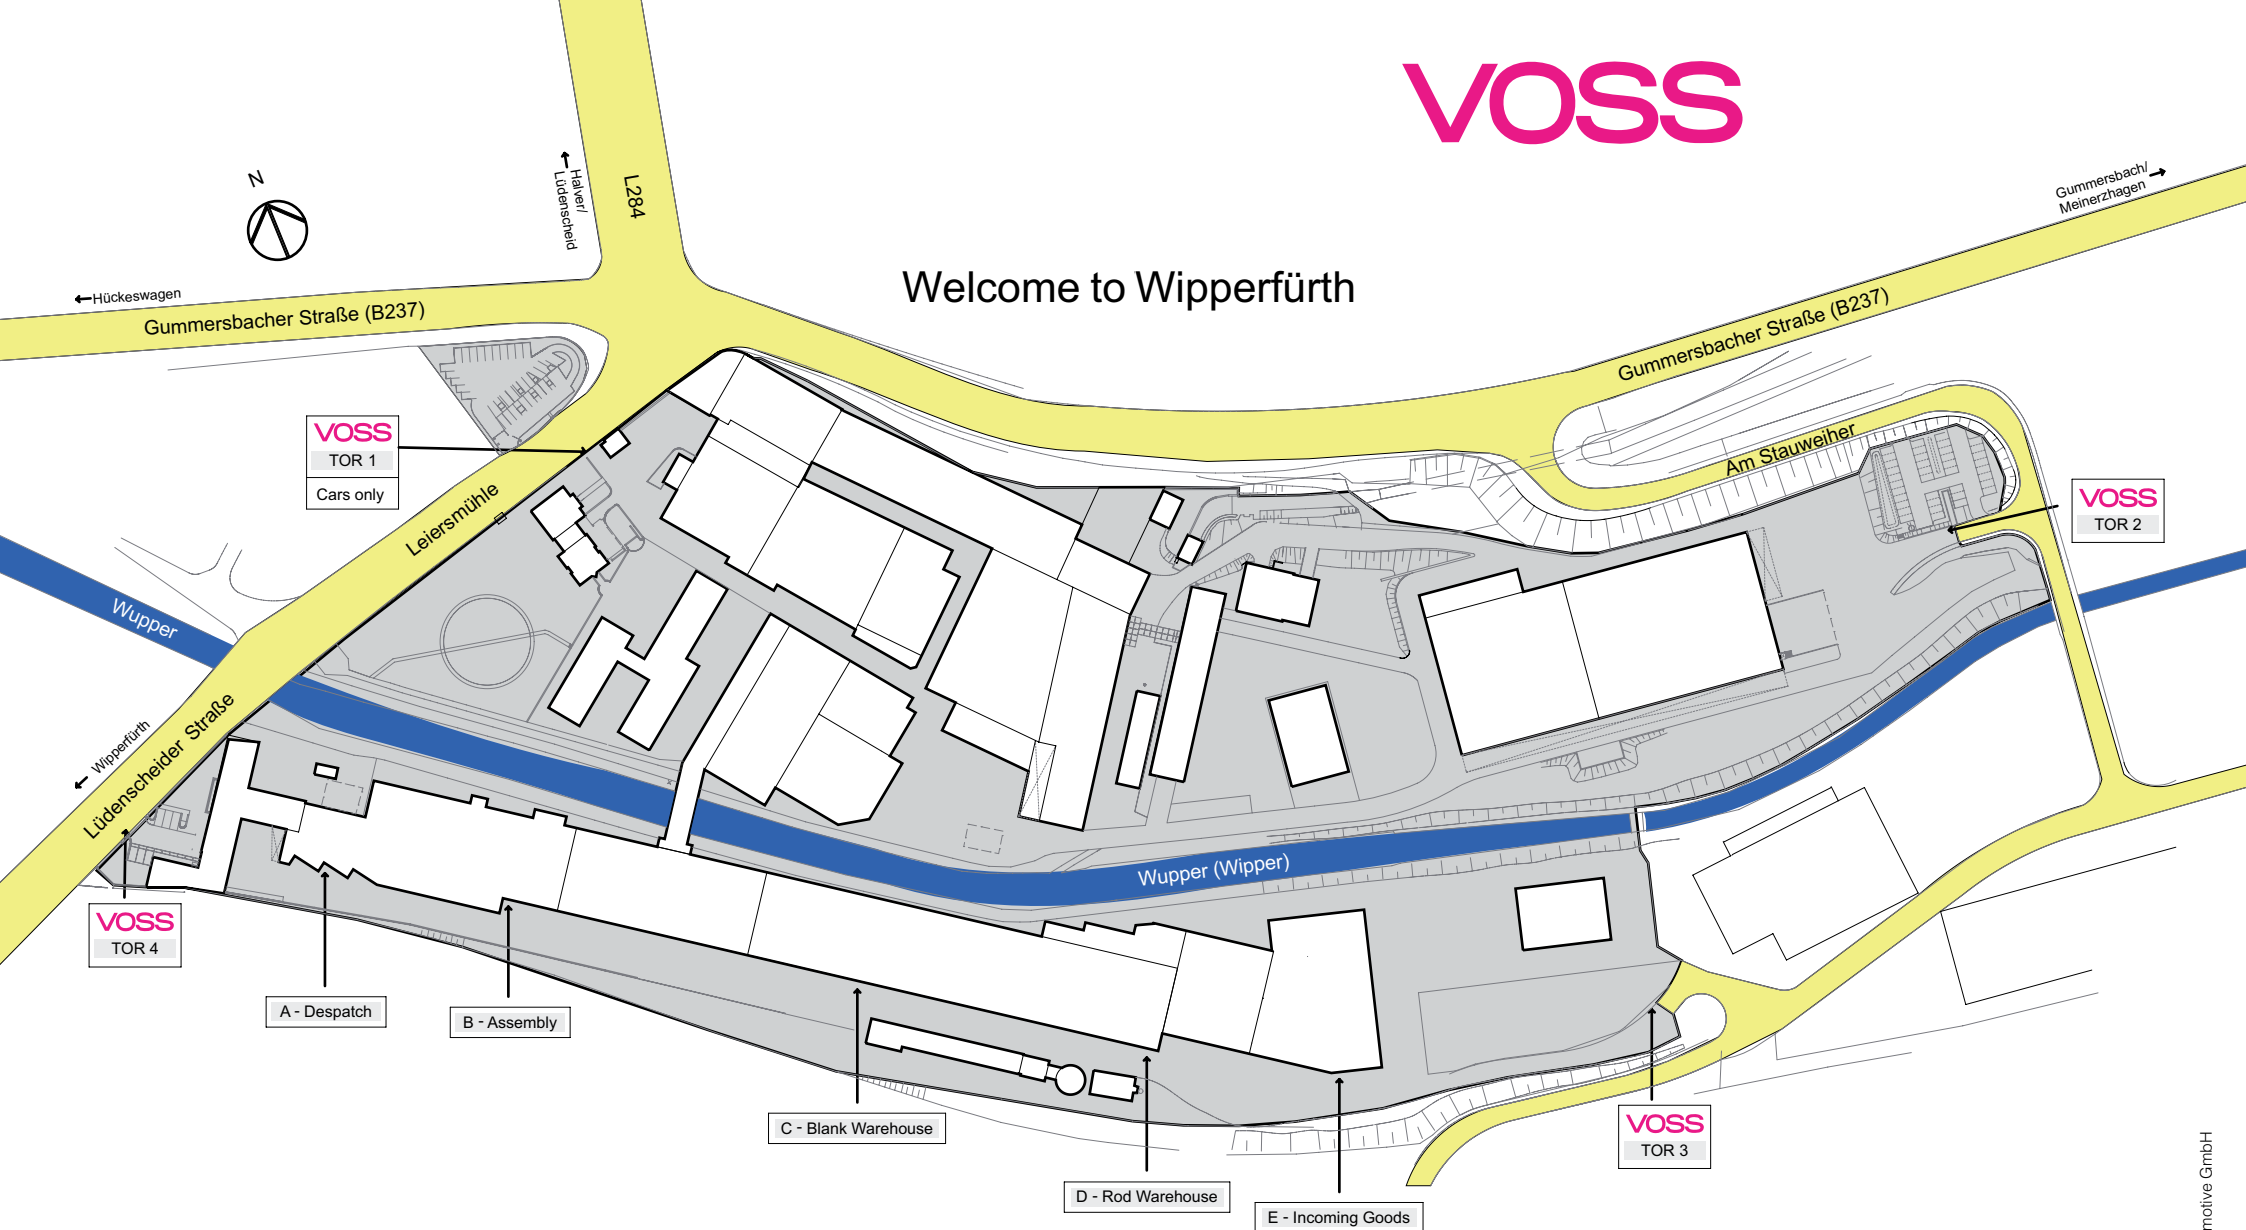 VOSS
Gummersbach/
Meinerzhagen
N
Halver/
Lüdenscheid
L284
Welcome to Wipperfürth
Hückeswagen
Gummersbacher Straße (B237)
Gummersbacher Straße (B237)
VOSS
TOR 1
Cars only
Am Stauweiher
Leiersmühle
VOSS
TOR 2
Wupper
Wipperfürth
Lüdenscheider Straße
Wupper (Wipper)
VOSS
TOR 4
A - Despatch
B - Assembly
C - Blank Warehouse
VOSS
TOR 3
D - Rod Warehouse
E - Incoming Goods
motive GmbH